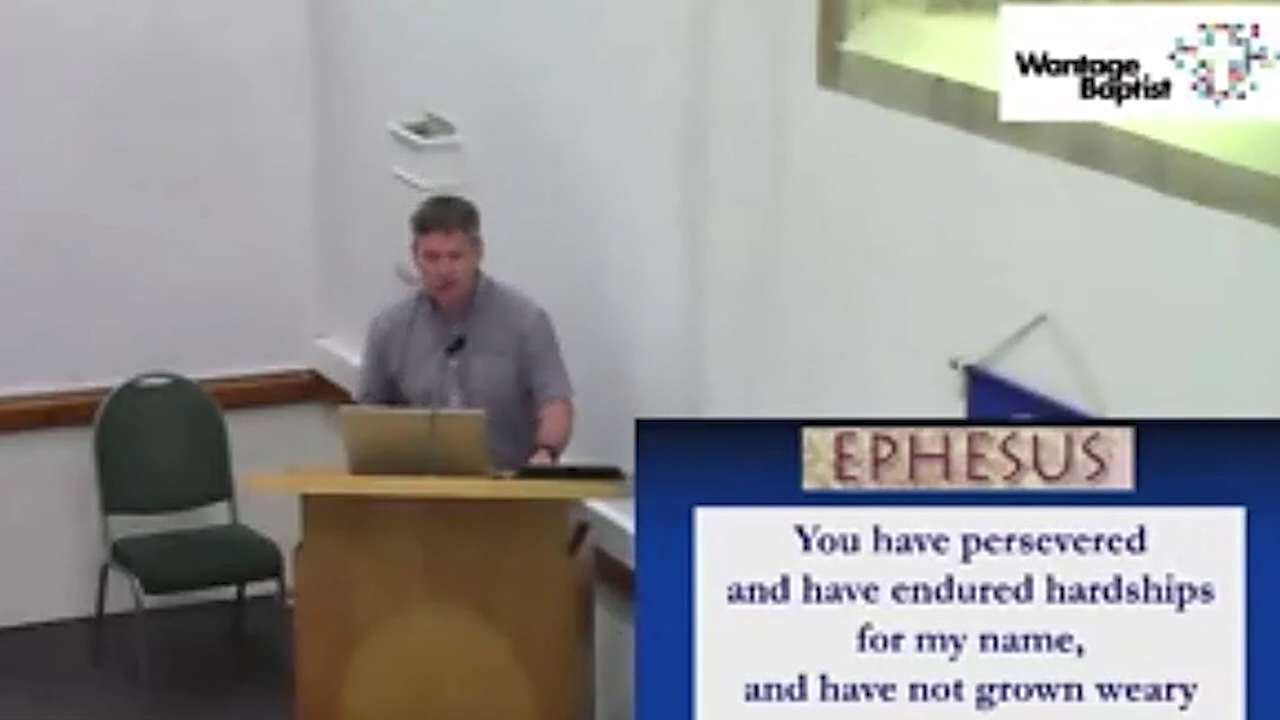 Wantage
Baptist
EPHESUS
You have persevered
and have endured hardships
for my name,
and have not grown weary